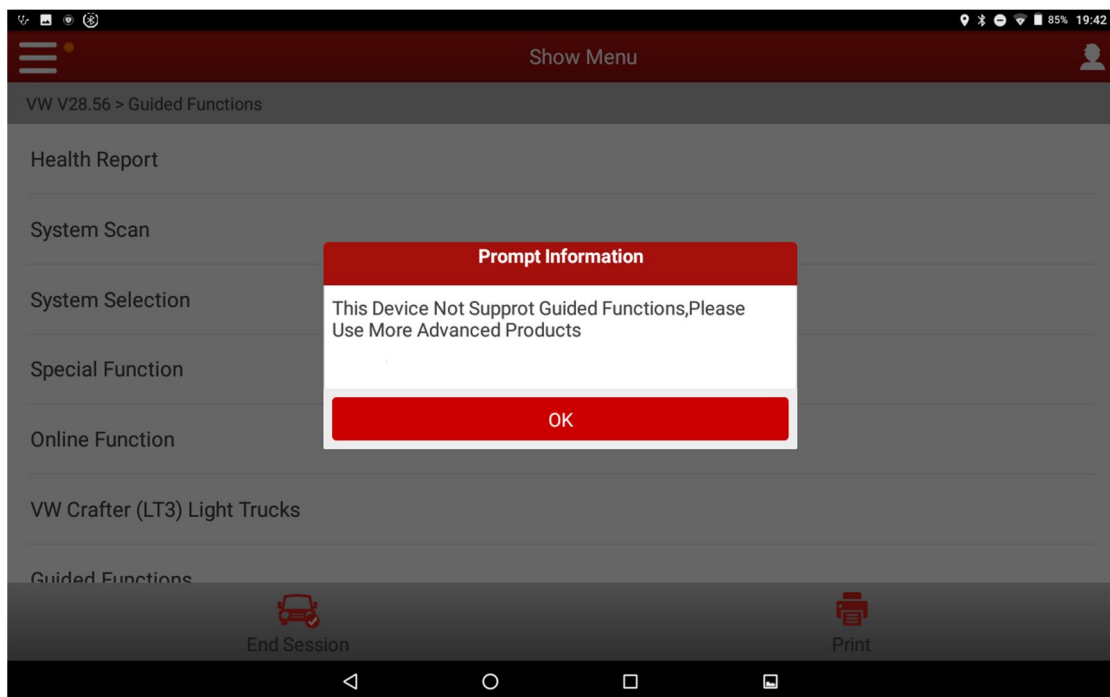 85% 19:42
Show Menu
VW V28.56 > Guided Functions
Health Report
System Scan
System Selection
Special Function
Online Function
VW Crafter (LT3) Light Trucks
Guided Functions
Prompt Information
This Device Not Supprot Guided Functions,Please
Use More Advanced Products
OK
End Session
Print